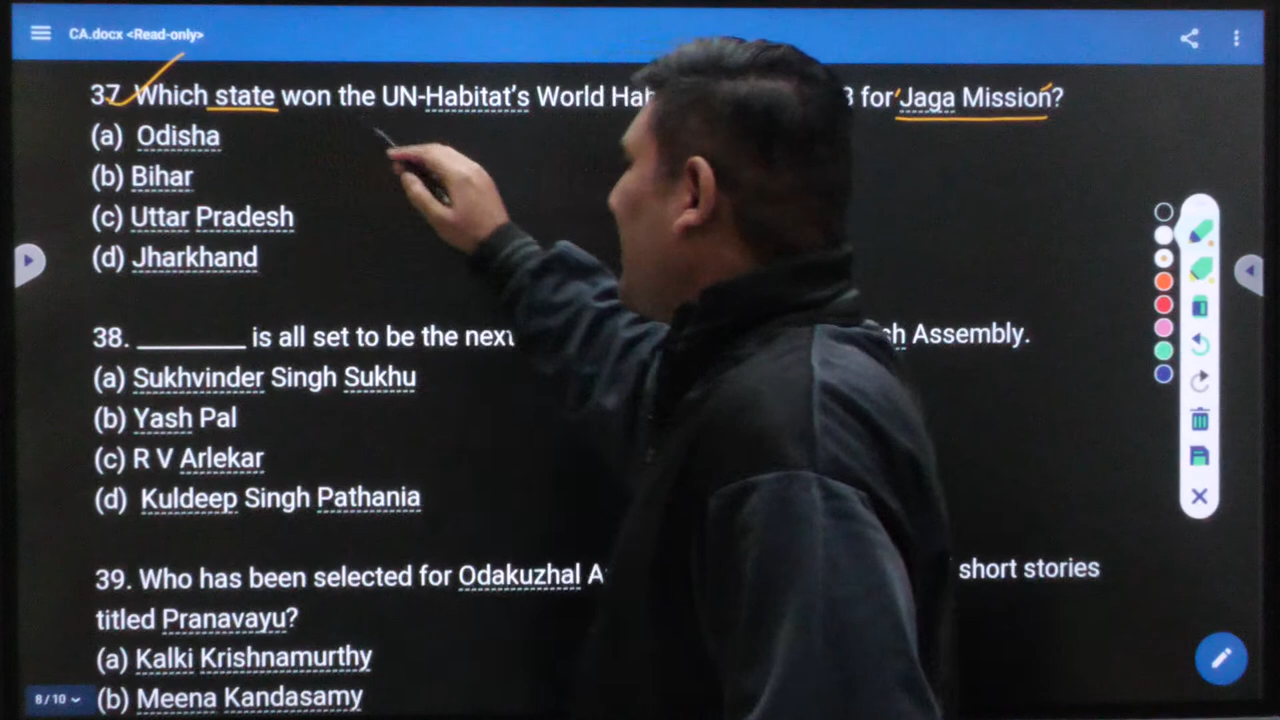 CA.docx <Read-only>
37. Which state won the UN-Habitat's World for 'Jaga Mission'?
(a) Odisha
(b) Bihar
(c) Uttar Pradesh
(d) Jharkhand
38. ________ is all set to be the next Assembly.
(a) Sukhvinder Singh Sukhu
(b) Yash Pal
(c) R V Arlekar
(d) Kuldeep Singh Pathania
39. Who has been selected for Odakuzhal short stories
titled Pranavayu?
(a) Kalki Krishnamurthy
8/10 (b) Meena Kandasamy